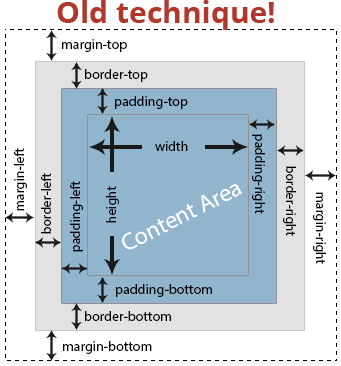 Old technique!
margin-top
border-top
padding-top
width
height
Content Area
margin-left
border-left
padding-left
padding-right
border-right
margin-right
padding-bottom
border-bottom
margin-bottom